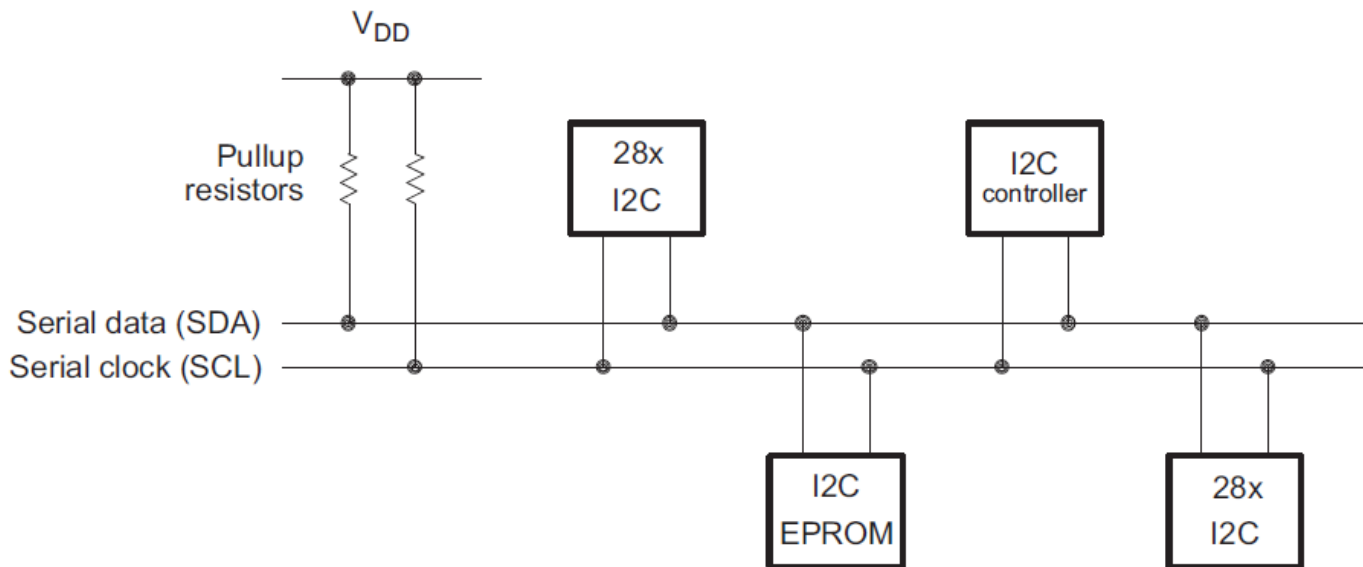 VDD
Pullup
resistors
28x
I2C
I2C
controller
Serial data (SDA)
Serial clock (SCL)
I2C
EPROM
28x
I2C